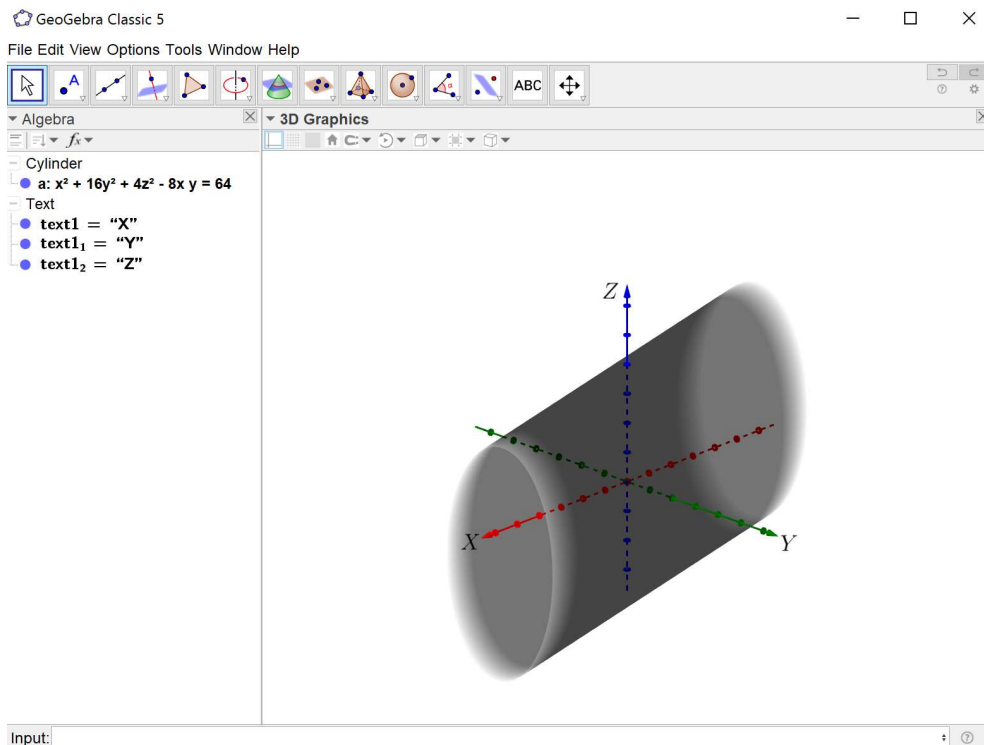 GeoGebra Classic 5
File Edit View Options Tools Window Help
A
ABC
Algebra
3D Graphics
fx
Cylinder
a: x² + 16y² + 4z² - 8x y = 64
Text
text1 = “X”
text1₁ = “Y”
text1₂ = “Z”
Z
X
Y
Input: